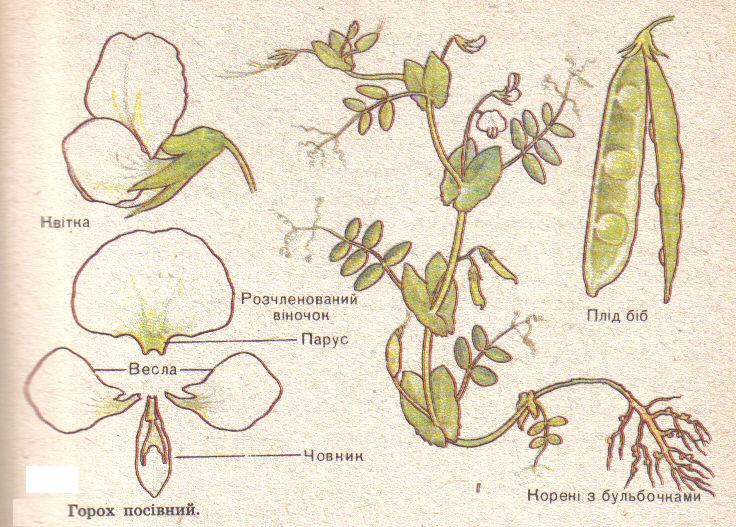 Квітка
Розчленований
віночок
Парус
Весла
Човник
Плід біб
Корені з бульбочками
Горох посівний.